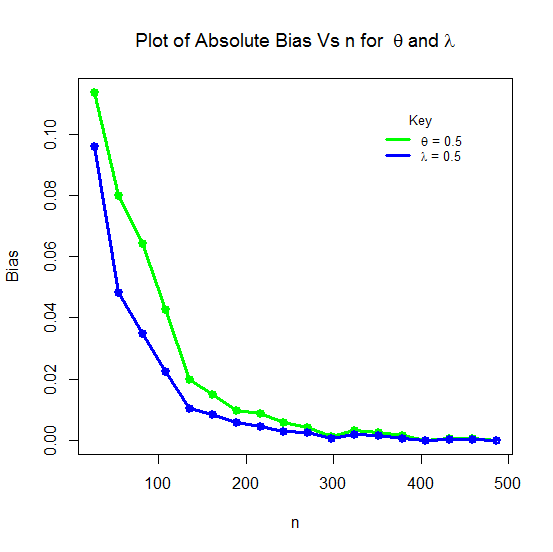 Plot of Absolute Bias Vs n for θ and λ
Key
θ = 0.5
λ = 0.5
Bias
0.10
0.08
0.06
0.04
0.02
0.00
100 200 300 400 500
n